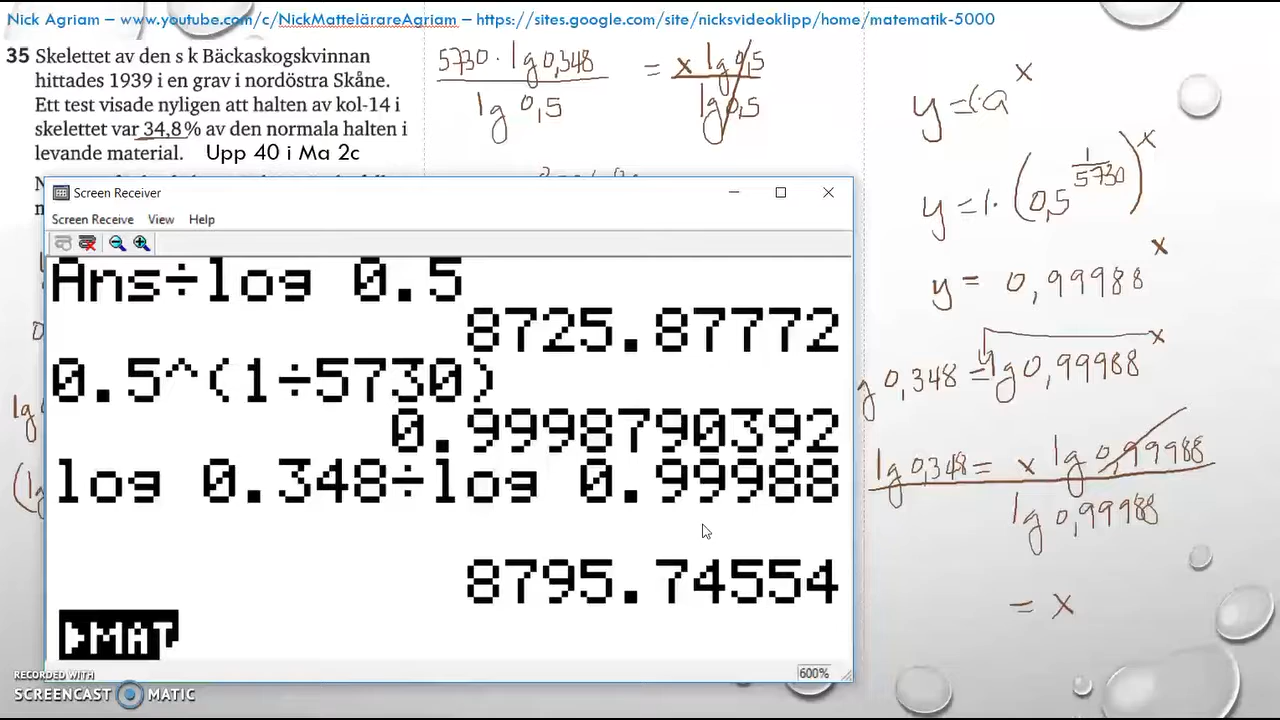 Nick Agriam – www.youtube.com/c/NickMattelärareAgriam – https://sites.google.com/site/nicksvideoklipp/home/matematik-5000
35 Skelettet av den s k Bäckaskogskvinnan
hittades 1939 i en grav i nordöstra Skåne.
Ett test visade nyligen att halten av kol-14 i
skelettet var 34,8% av den normala halten i
levande material. Upp 40 i Ma 2c
5730 · lg 0,348 = x lg 0,5
lg 0,5 lg 0,5
Screen Receiver
Screen Receive View Help
Ans÷log 0.5
8725.87772
0.5^(1÷5730)
0.9998790392
log 0.348÷log 0.99988
8795.74554
▶MAT
600%
y = 1·a^x
y = 1·(0,5^(1/5730))^x
y = 0,99988^x
lg 0,348 = lg 0,99988^x
lg 0,348 = x lg 0,99988
lg 0,99988
= x
lg
(lg
RECORDED WITH
SCREENCAST MATIC